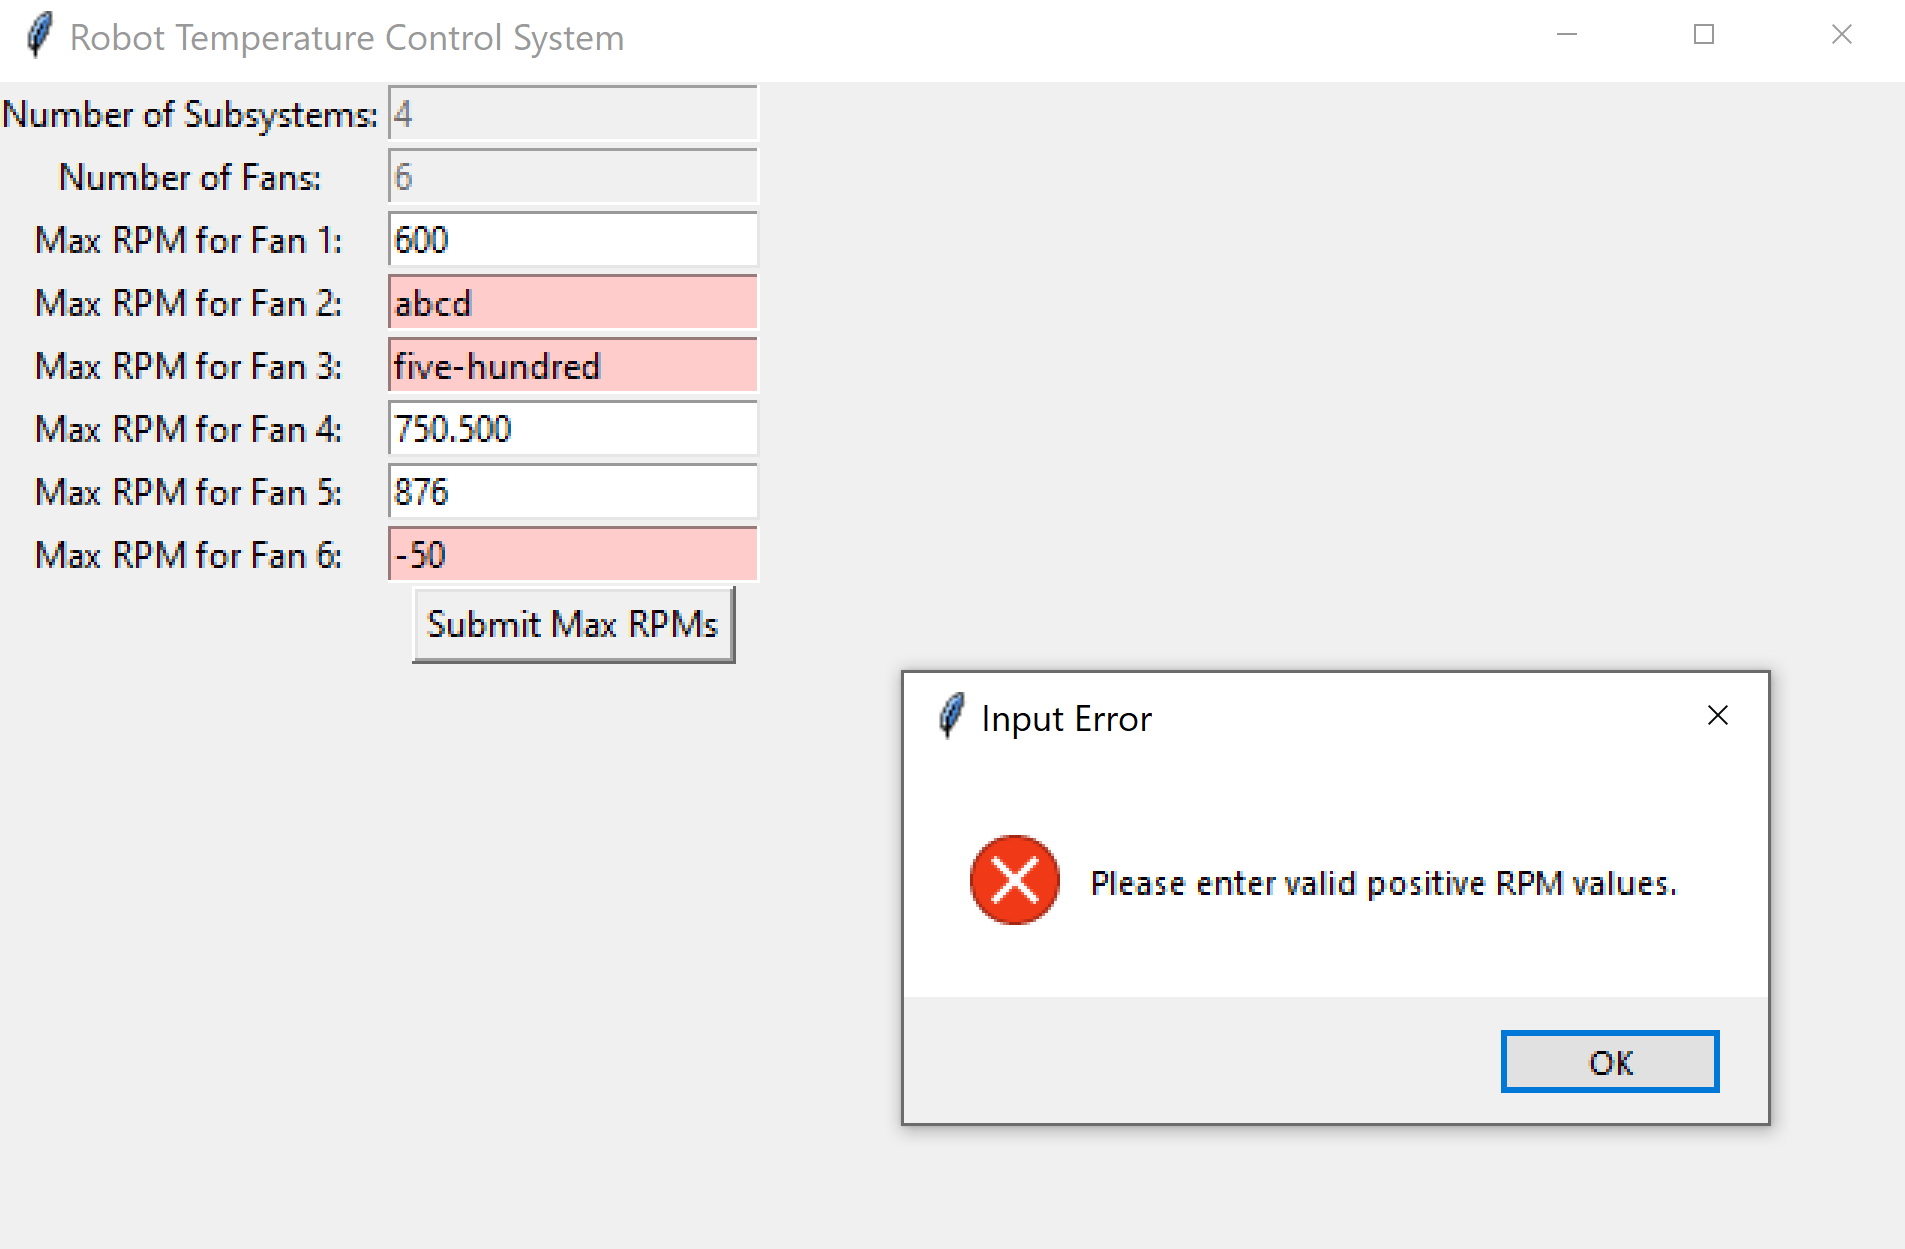 Robot Temperature Control System
Number of Subsystems: 4
Number of Fans: 6
Max RPM for Fan 1: 600
Max RPM for Fan 2: abcd
Max RPM for Fan 3: five-hundred
Max RPM for Fan 4: 750.500
Max RPM for Fan 5: 876
Max RPM for Fan 6: -50
Submit Max RPMs
Input Error
Please enter valid positive RPM values.
OK